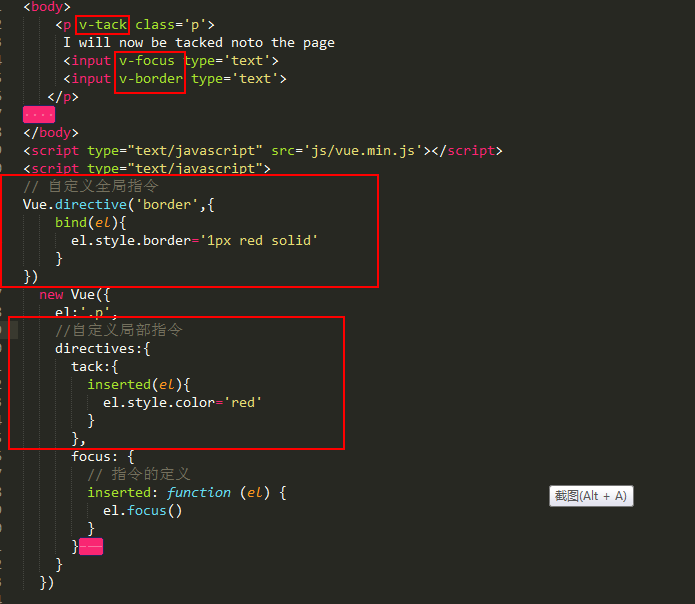 <body>
<p v-tack class='p'>
I will now be tacked noto the page
<input v-focus type='text'>
<input v-border type='text'>
</p>
</body>
<script type="text/javascript" src='js/vue.min.js'></script>
<script type="text/javascript">
// 自定义全局指令
Vue.directive('border',{
bind(el){
el.style.border='1px red solid'
}
})
new Vue({
el:'.p',
//自定义局部指令
directives:{
tack:{
inserted(el){
el.style.color='red'
}
},
focus: {
// 指令的定义
inserted: function (el) {
截图(Alt + A)
el.focus()
}
}
}
})